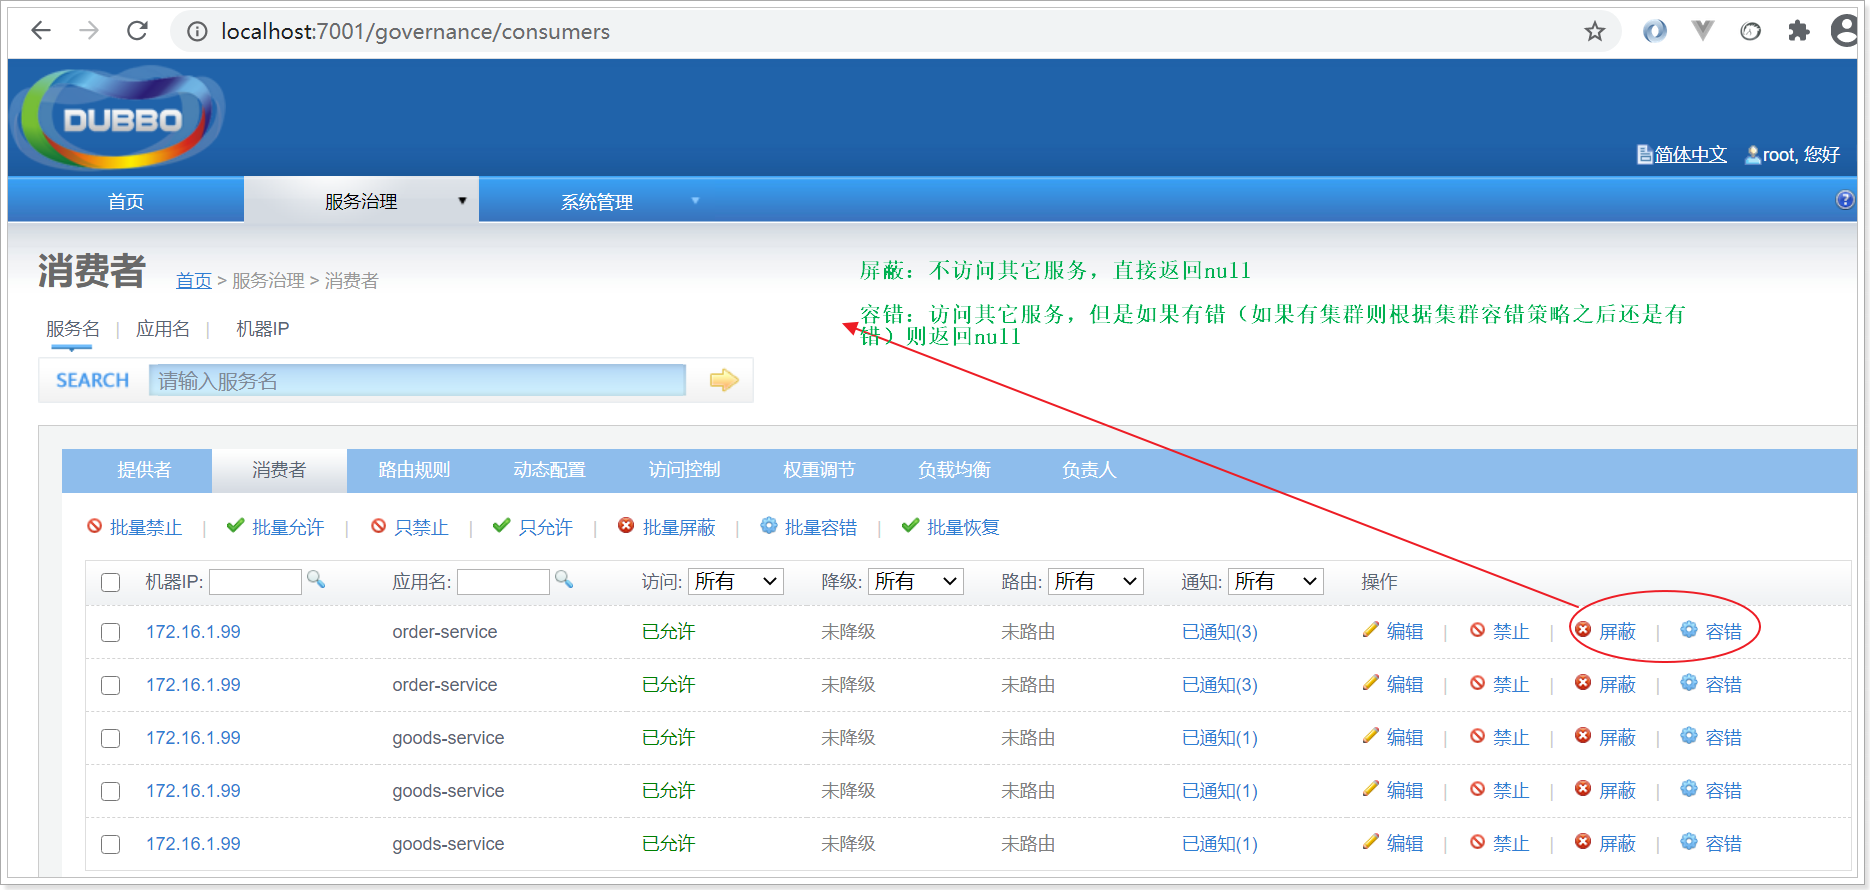 localhost:7001/governance/consumers
DUBBO
简体中文 root, 您好
首页 服务治理 系统管理
消费者 首页 > 服务治理 > 消费者
屏蔽：不访问其它服务，直接返回null
容错：访问其它服务，但是如果有错（如果有集群则根据集群容错策略之后还是有
错）则返回null
服务名 | 应用名 | 机器IP
SEARCH 请输入服务名
提供者 消费者 路由规则 动态配置 访问控制 权重调节 负载均衡 负责人
批量禁止 | 批量允许 | 只禁止 | 只允许 | 批量屏蔽 | 批量容错 | 批量恢复
机器IP: 应用名: 访问: 所有 降级: 所有 路由: 所有 通知: 所有 操作
172.16.1.99 order-service 已允许 未降级 未路由 已通知(3) 编辑 | 禁止 | 屏蔽 | 容错
172.16.1.99 order-service 已允许 未降级 未路由 已通知(3) 编辑 | 禁止 | 屏蔽 | 容错
172.16.1.99 goods-service 已允许 未降级 未路由 已通知(1) 编辑 | 禁止 | 屏蔽 | 容错
172.16.1.99 goods-service 已允许 未降级 未路由 已通知(1) 编辑 | 禁止 | 屏蔽 | 容错
172.16.1.99 goods-service 已允许 未降级 未路由 已通知(1) 编辑 | 禁止 | 屏蔽 | 容错